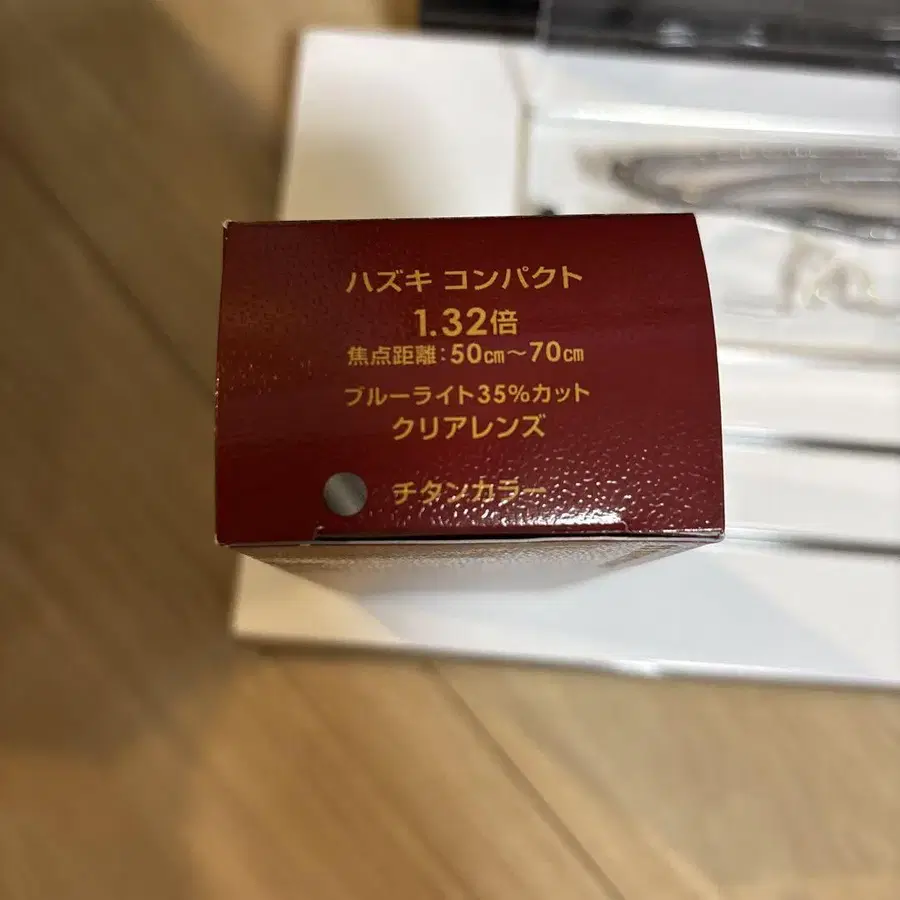 ハズキ コンパクト
1.32倍
焦点距離:50cm〜70cm
ブルーライト35%カット
クリアレンズ
チタンカラー